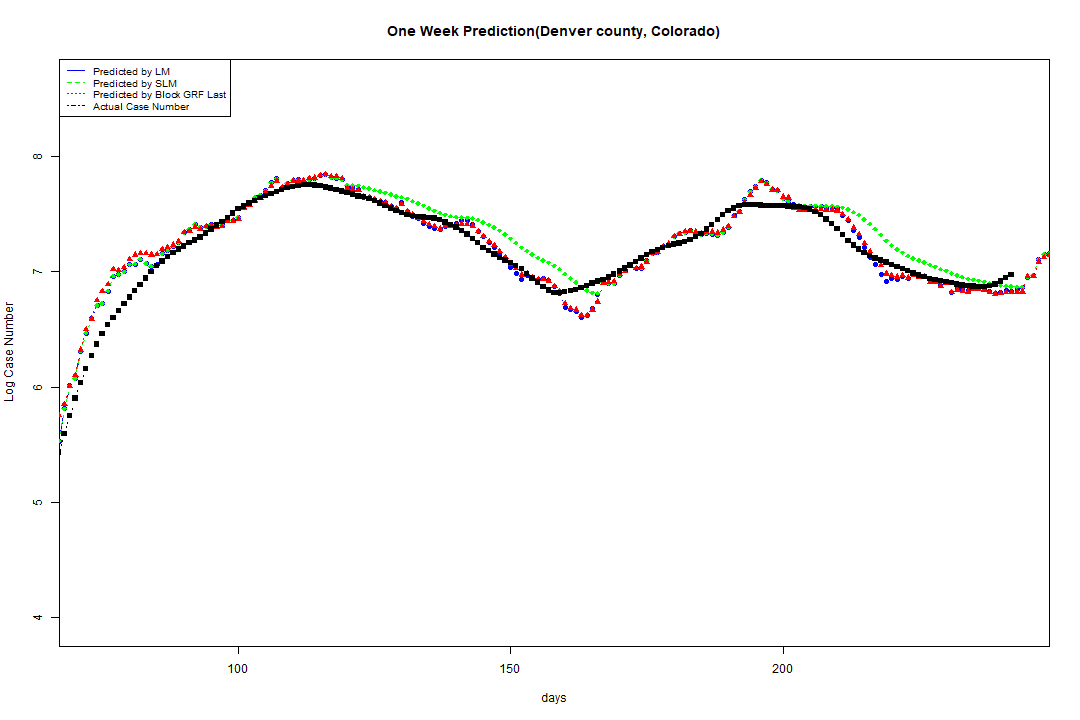 One Week Prediction(Denver county, Colorado)
Predicted by LM
Predicted by SLM
Predicted by Block GRF Last
Actual Case Number
8
7
6
5
4
Log Case Number
100 150 200
days